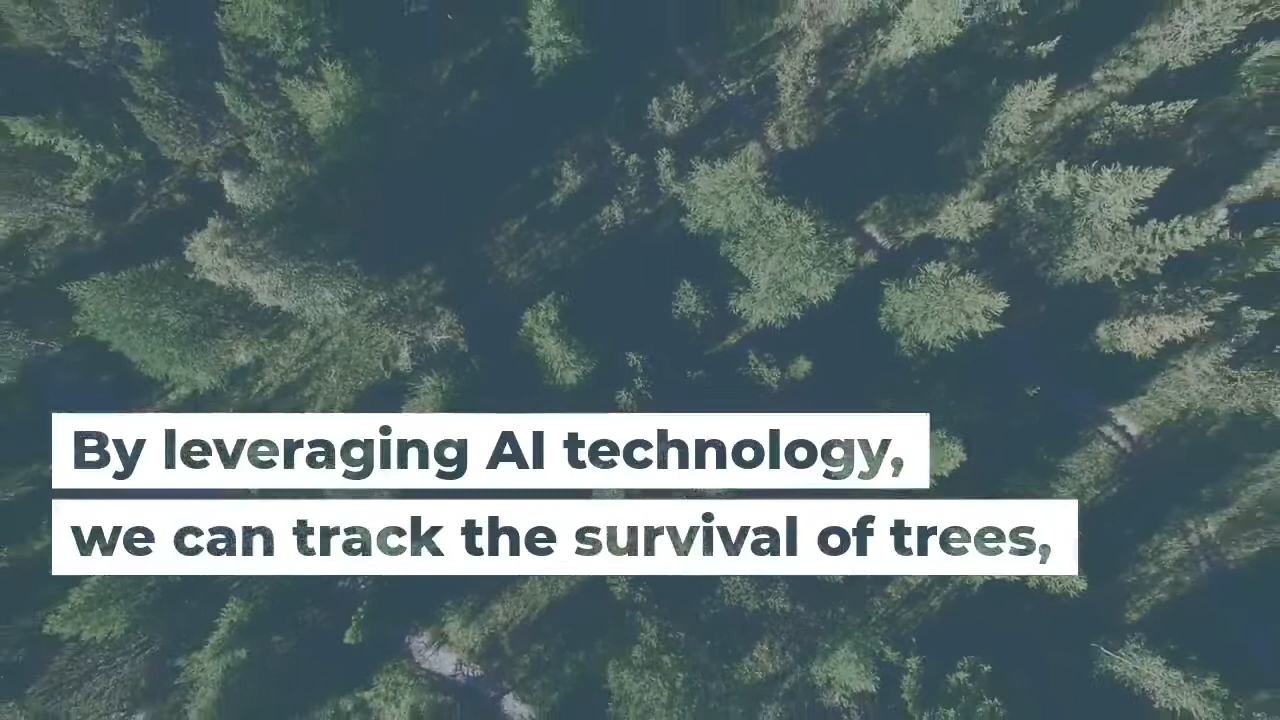 By leveraging AI technology,
we can track the survival of trees,